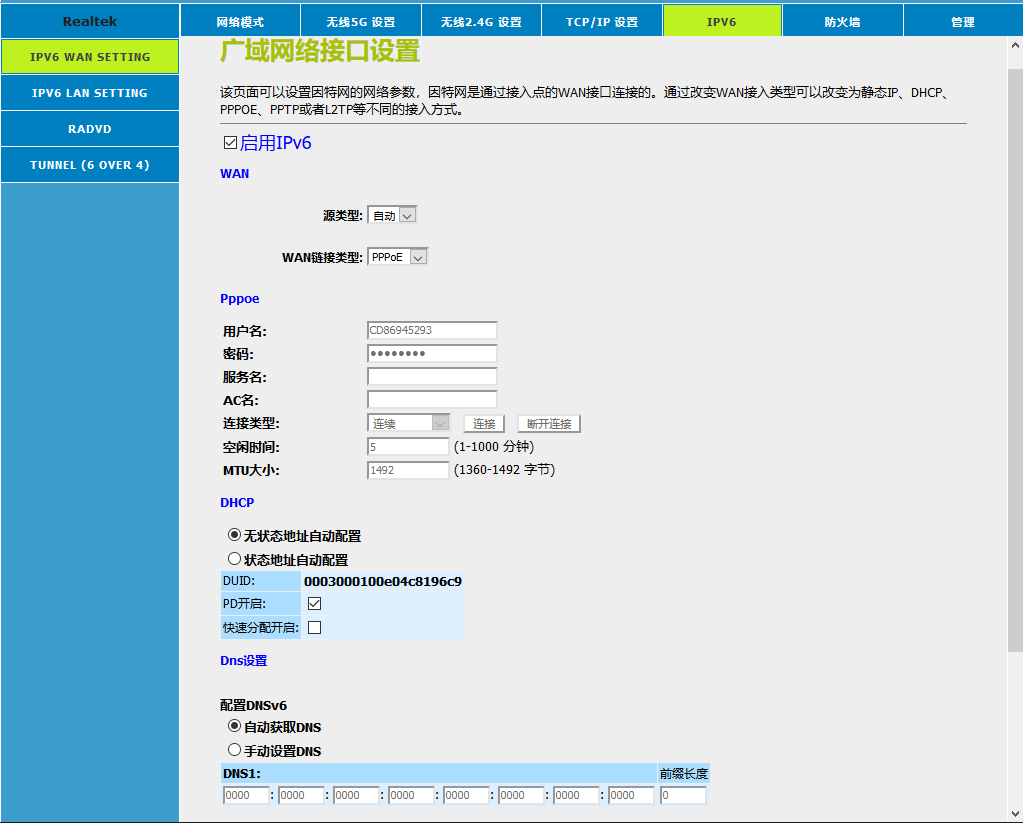 Realtek
网络模式
无线5G 设置
无线2.4G 设置
TCP/IP 设置
IPV6
防火墙
管理
IPV6 WAN SETTING
IPV6 LAN SETTING
RADVD
TUNNEL (6 OVER 4)
广域网络接口设置
该页面可以设置因特网的网络参数，因特网是通过接入点的WAN接口连接的。通过改变WAN接入类型可以改变为静态IP、DHCP、
PPPOE、PPTP或者L2TP等不同的接入方式。
启用IPv6
WAN
源类型: 自动
WAN链接类型: PPPoE
Pppoe
用户名: CD86945293
密码: ●●●●●●●●
服务名:
AC名:
连接类型: 连续 连接 断开连接
空闲时间: 5 (1-1000 分钟)
MTU大小: 1492 (1360-1492 字节)
DHCP
无状态地址自动配置
状态地址自动配置
DUID: 0003000100e04c8196c9
PD开启:
快速分配开启:
Dns设置
配置DNSv6
自动获取DNS
手动设置DNS
DNS1: 前缀长度
0000 : 0000 : 0000 : 0000 : 0000 : 0000 : 0000 : 0000 0